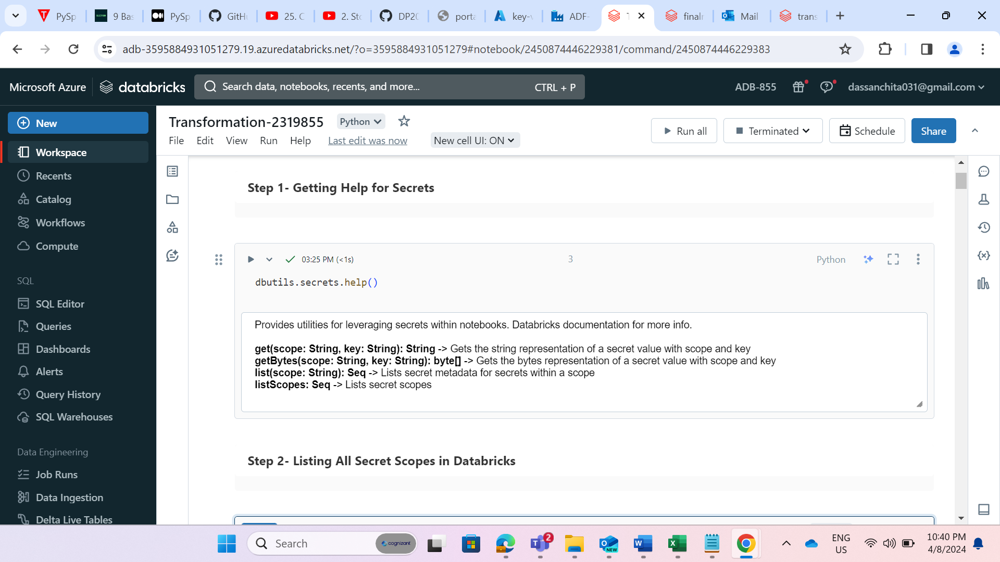 PySp
9 Bas
PySp
GitHu
25. C
2. Sto
DP20
porta
key-v
ADF-
T
finalr
Mail
trans
adb-3595884931051279.19.azuredatabricks.net/?o=3595884931051279#notebook/2450874446229381/command/2450874446229383
Microsoft Azure
databricks
Search data, notebooks, recents, and more...
CTRL + P
ADB-855
dassanchita031@gmail.com
New
Workspace
Recents
Catalog
Workflows
Compute
SQL
SQL Editor
Queries
Dashboards
Alerts
Query History
SQL Warehouses
Data Engineering
Job Runs
Data Ingestion
Delta Live Tables
Transformation-2319855
Python
File Edit View Run Help Last edit was now
New cell UI: ON
Run all
Terminated
Schedule
Share
Step 1- Getting Help for Secrets
03:25 PM (<1s)
3
Python
dbutils.secrets.help()
Provides utilities for leveraging secrets within notebooks. Databricks documentation for more info.
get(scope: String, key: String): String -> Gets the string representation of a secret value with scope and key
getBytes(scope: String, key: String): byte[] -> Gets the bytes representation of a secret value with scope and key
list(scope: String): Seq -> Lists secret metadata for secrets within a scope
listScopes: Seq -> Lists secret scopes
Step 2- Listing All Secret Scopes in Databricks
Search
cognizant
2
NEW
ENG
US
10:40 PM
4/8/2024